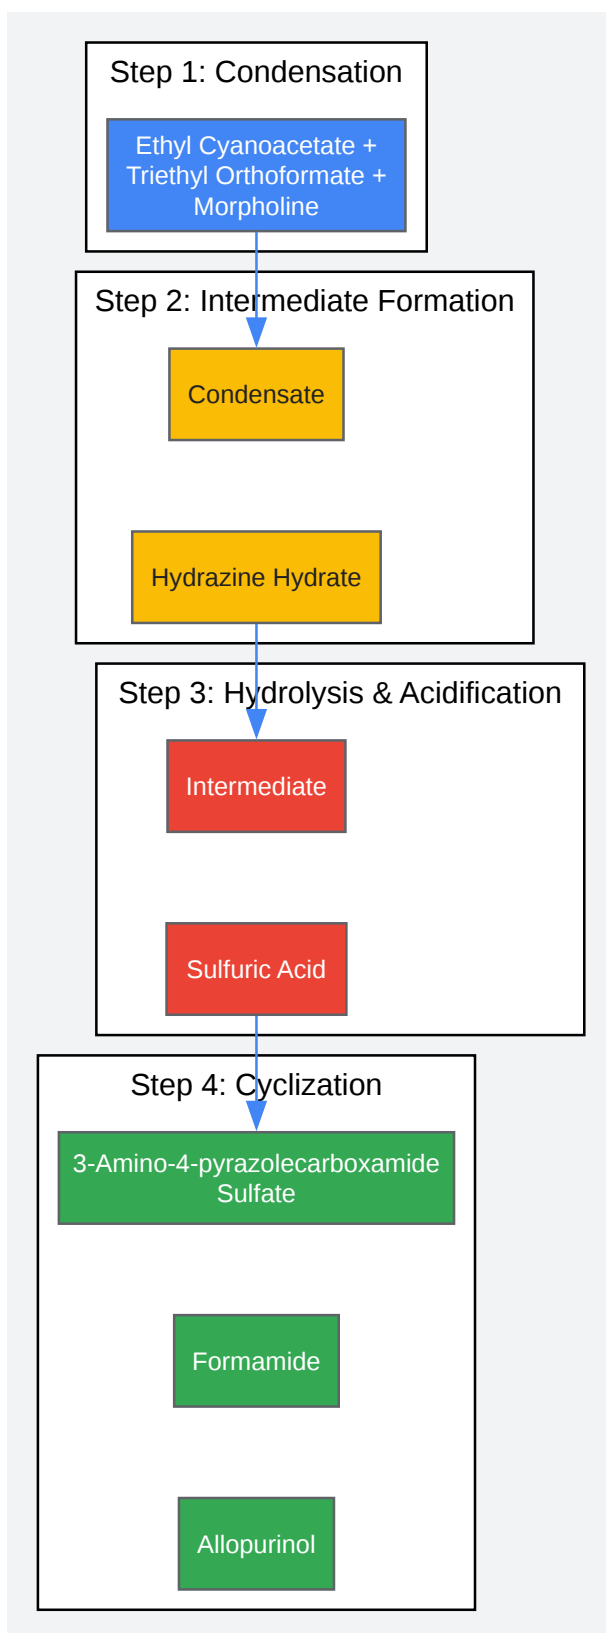 Step 1: Condensation
Ethyl Cyanoacetate +
Triethyl Orthoformate +
Morpholine
Step 2: Intermediate Formation
Condensate
Hydrazine Hydrate
Step 3: Hydrolysis & Acidification
Intermediate
Sulfuric Acid
Step 4: Cyclization
3-Amino-4-pyrazolecarboxamide
Sulfate
Formamide
Allopurinol